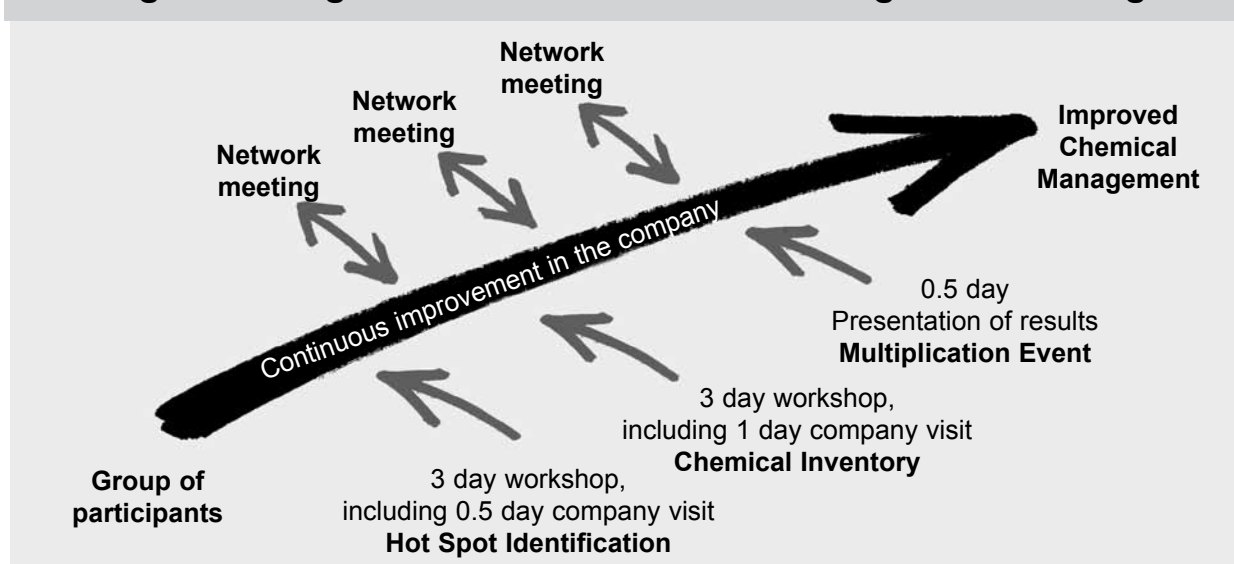 Network
meeting
Network
meeting
Network
meeting
Improved
Chemical
Management
Continuous improvement in the company
0.5 day
Presentation of results
Multiplication Event
3 day workshop,
including 1 day company visit
Chemical Inventory
3 day workshop,
including 0.5 day company visit
Hot Spot Identification
Group of
participants